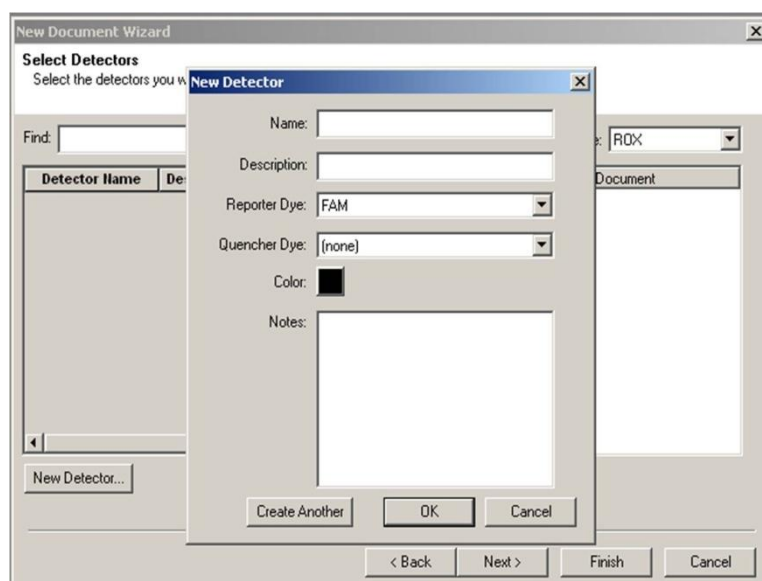 New Document Wizard
Select Detectors
Select the detectors you w
New Detector
Find:
Name:
ROX
Detector Name
Des
Document
Description:
Reporter Dye: FAM
Quencher Dye: (none)
Color:
Notes:
New Detector...
Create Another
OK
Cancel
< Back
Next >
Finish
Cancel